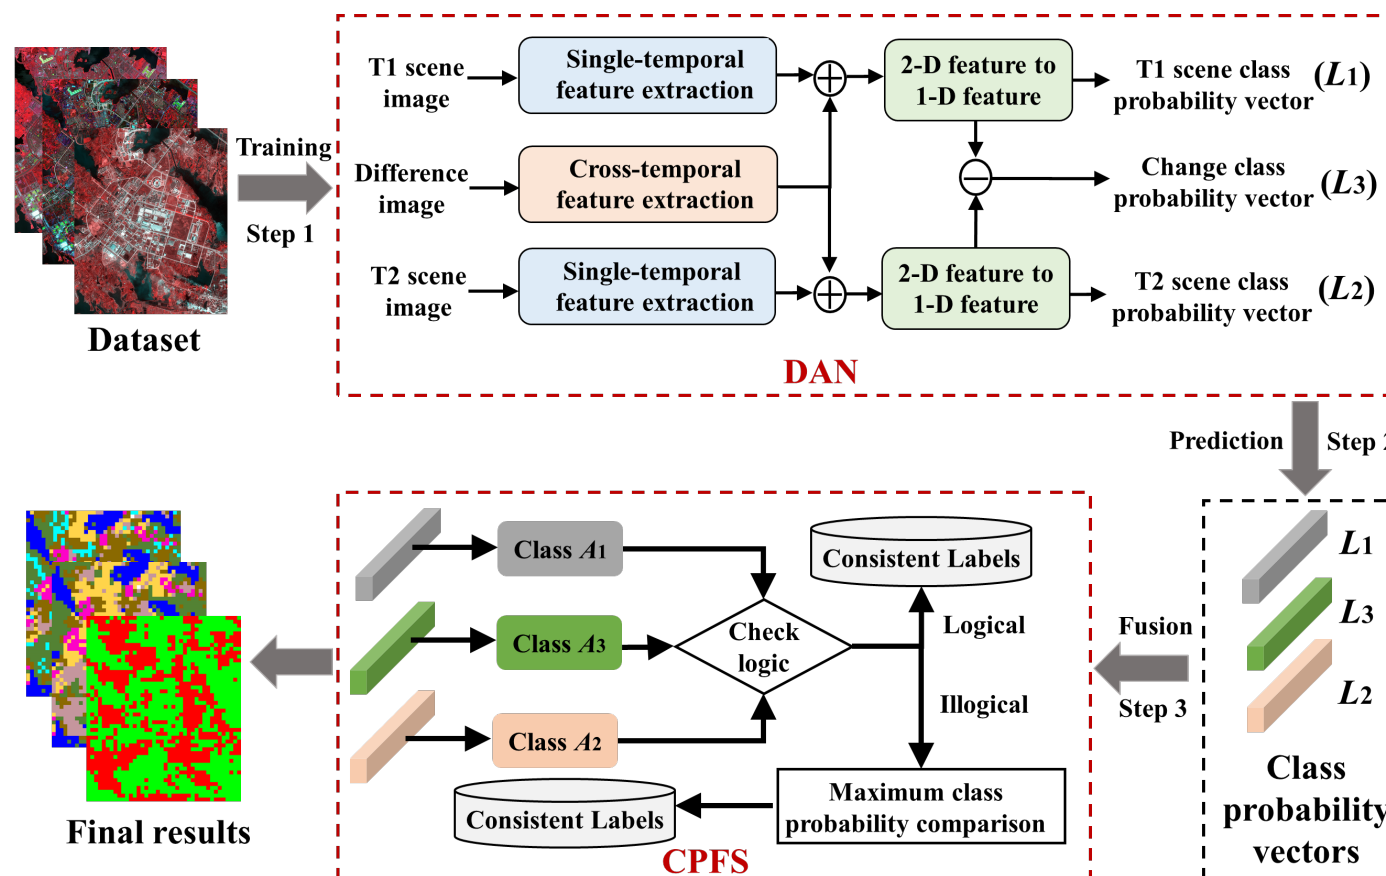 T1 scene
image
Single-temporal
feature extraction
2-D feature to
1-D feature
T1 scene class
probability vector
(L1)
Training
Step 1
Difference
image
Cross-temporal
feature extraction
Change class
probability vector
(L3)
T2 scene
image
Single-temporal
feature extraction
2-D feature to
1-D feature
T2 scene class
probability vector
(L2)
Dataset
DAN
Prediction
Step 2
Class A1
Consistent Labels
Class A3
Check
logic
Logical
Illogical
Class A2
Maximum class
probability comparison
Consistent Labels
CPFS
Fusion
Step 3
L1
L3
L2
Class
probability
vectors
Final results